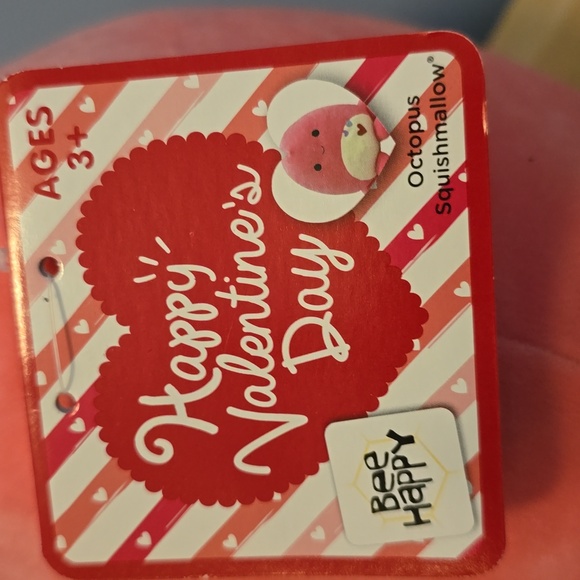 AGES
3+
Happy
Valentine's
Day
Octopus
Squishmallow®
Bee
Happy